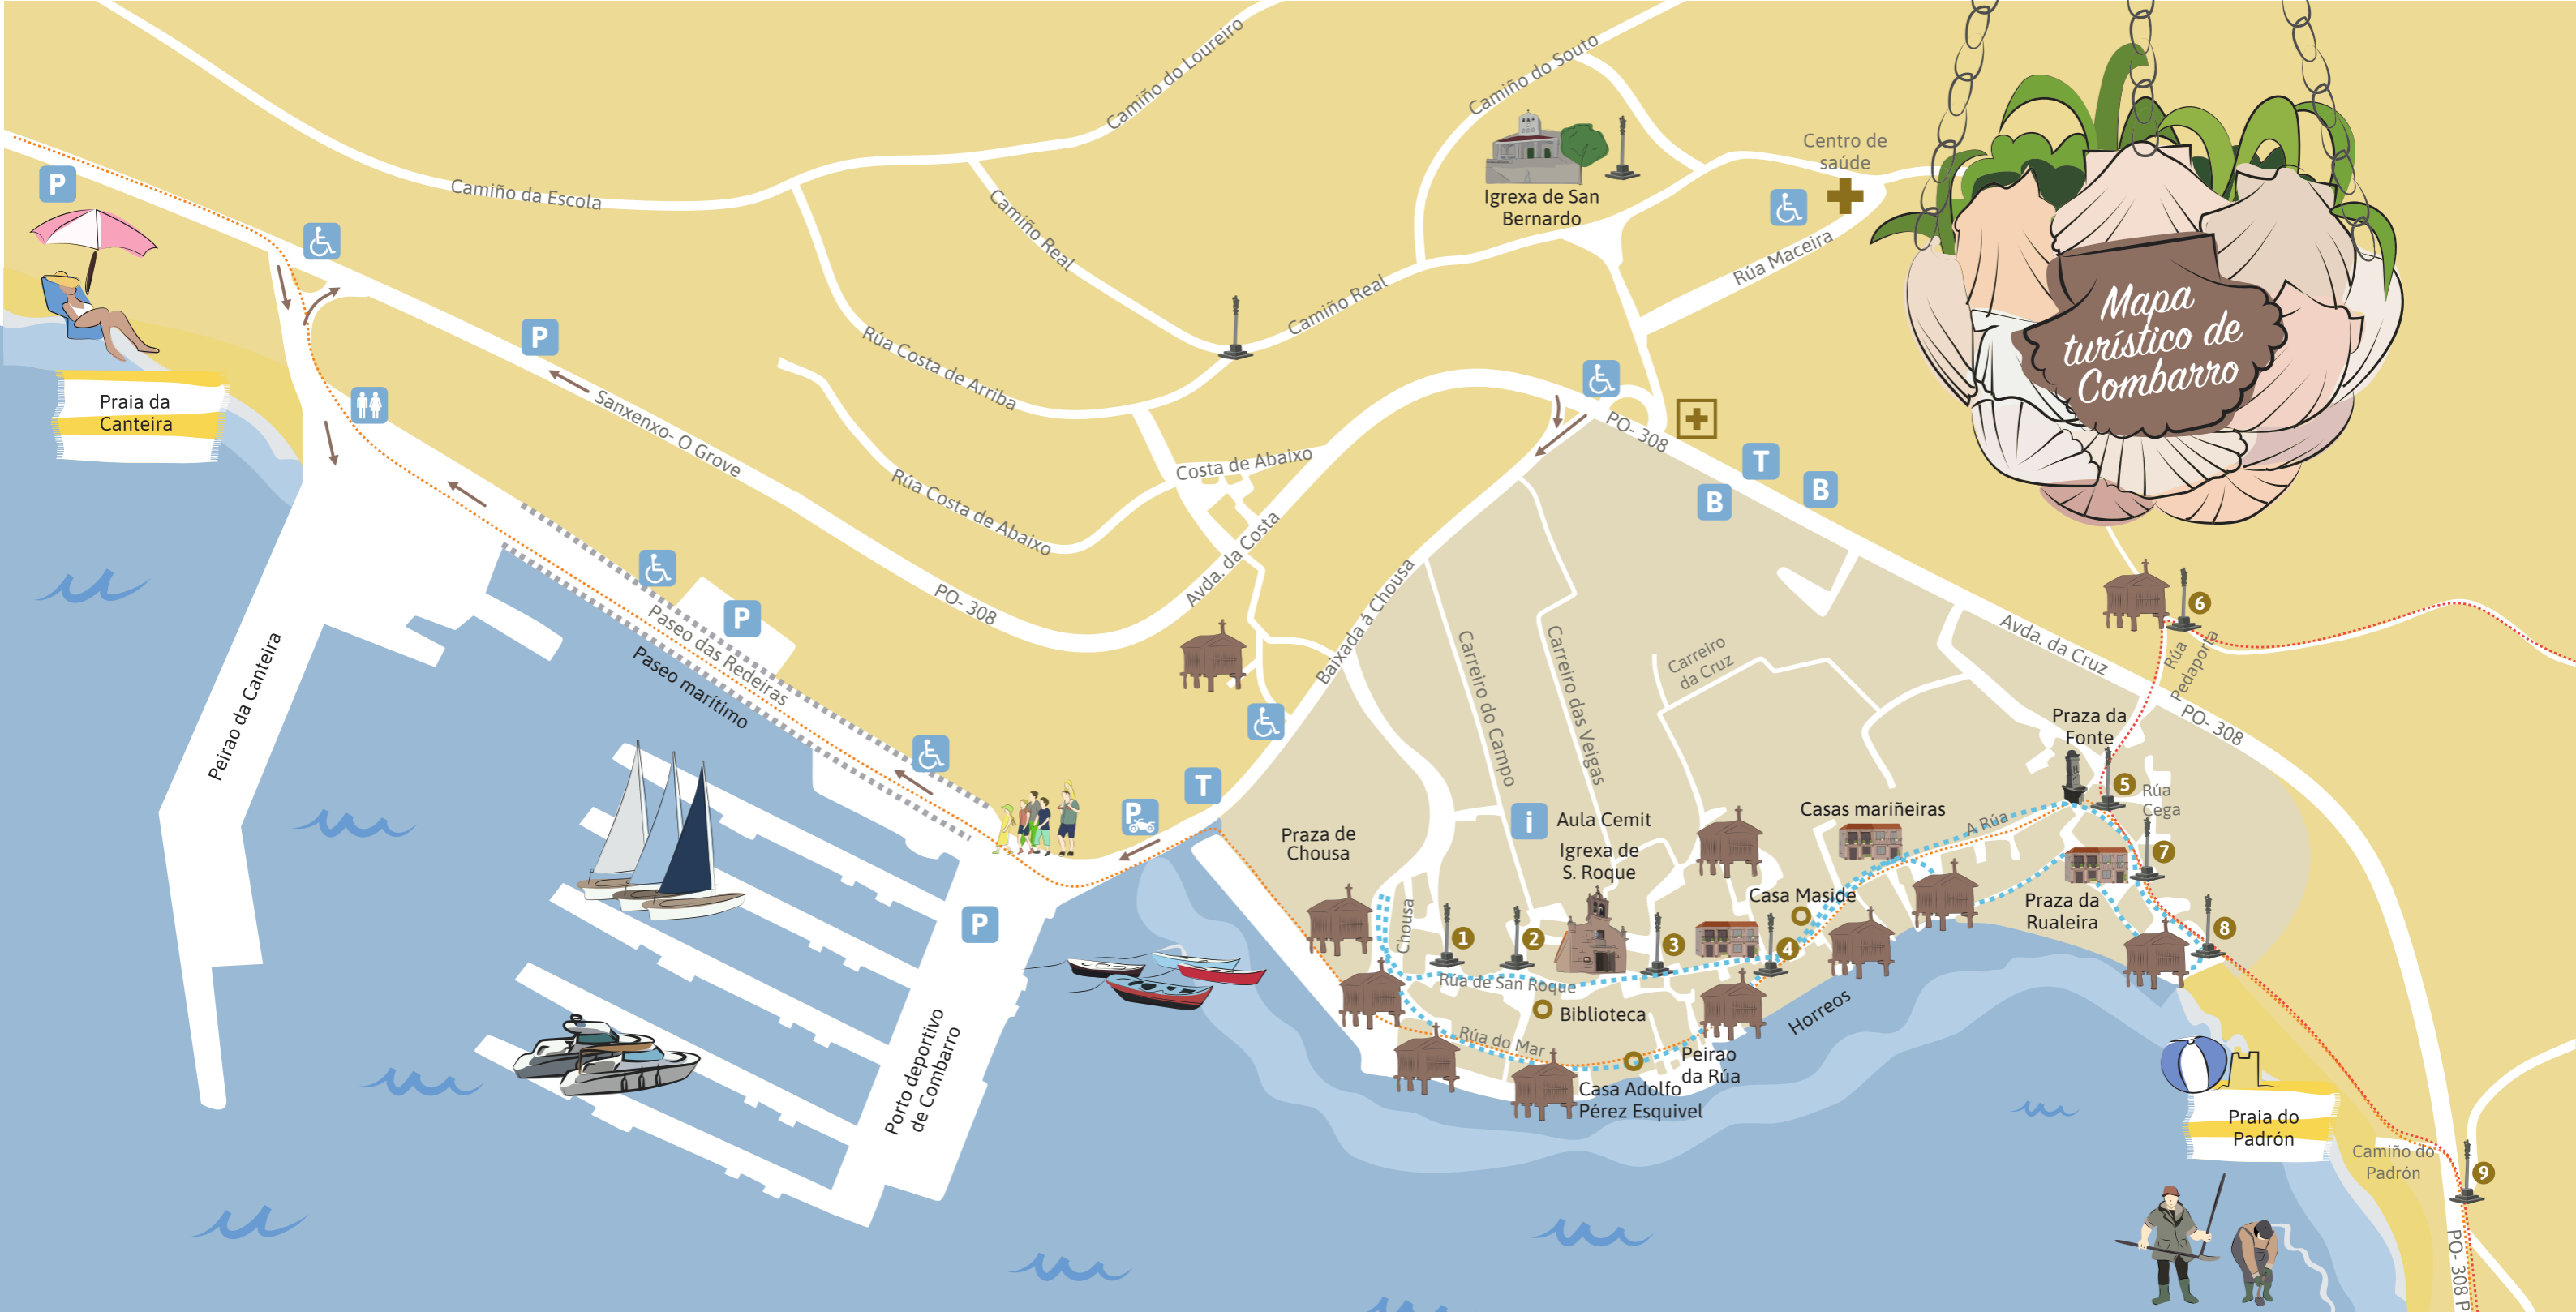 Mapa
turístico de
Combarro
Camiño do Loureiro
Camiño do Souto
Centro de
saúde
P
Camiño da Escola
Camiño Real
Igrexa de San
Bernardo
Rúa Maceira
Camiño Real
P
Rúa Costa de Arriba
Praia da
Canteira
Sanxenxo- O Grove
PO- 308
Costa de Abaixo
T
B
B
Rúa Costa de Abaixo
Avda. da Costa
PO- 308
Baixada á Chousa
P
Paseo das Redeiras
Paseo marítimo
Peirao da Canteira
Carreiro do Campo
Carreiro das Veigas
Carreiro
da Cruz
Avda. da Cruz
6
Rúa
Pedaporta
PO- 308
Praza da
Fonte
5
Rúa
Cega
T
P
i
Aula Cemit
Igrexa de
S. Roque
Casas mariñeiras
A Rúa
Praza de
Chousa
7
Casa Maside
Praza da
Rualeira
P
Chousa
1
2
3
4
8
Rúa de San Roque
Biblioteca
Horreos
Rúa do Mar
Peirao
da Rúa
Casa Adolfo
Pérez Esquivel
Porto deportivo
de Combarro
Praia do
Padrón
Camiño do
Padrón
9
PO- 308 P